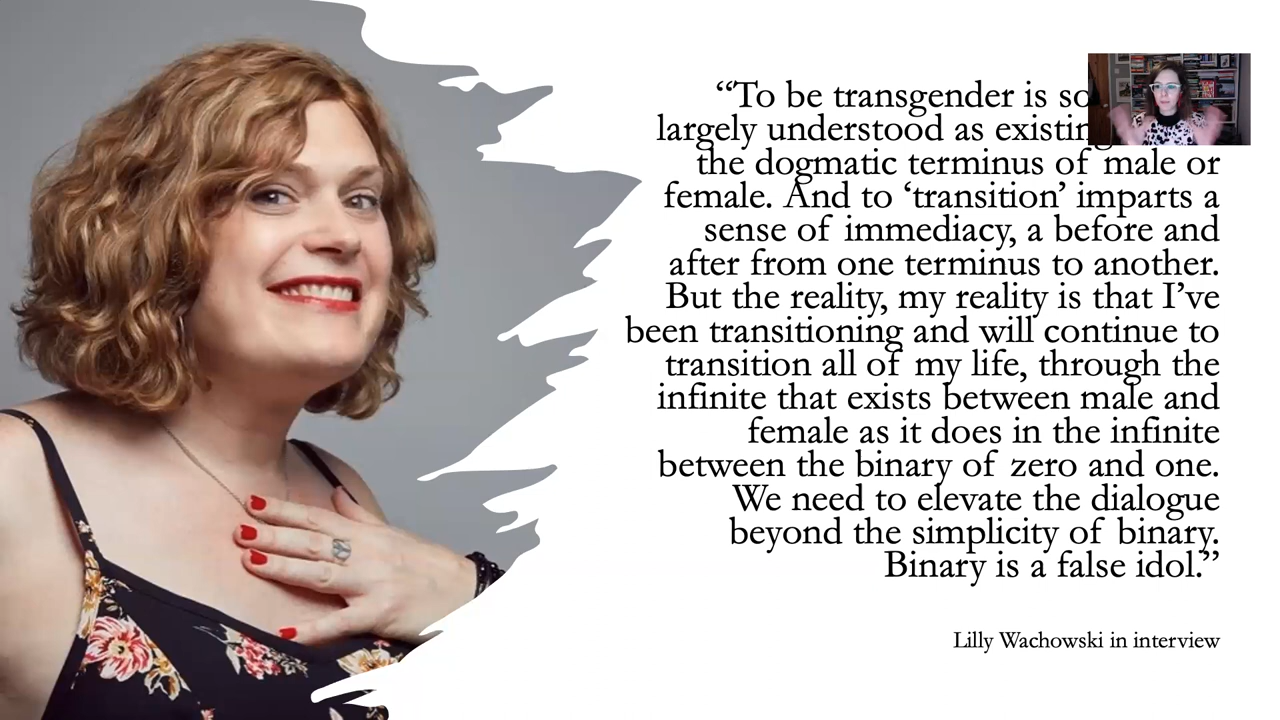 “To be transgender is so
largely understood as existing
the dogmatic terminus of male or
female. And to ‘transition’ imparts a
sense of immediacy, a before and
after from one terminus to another.
But the reality, my reality is that I’ve
been transitioning and will continue to
transition all of my life, through the
infinite that exists between male and
female as it does in the infinite
between the binary of zero and one.
We need to elevate the dialogue
beyond the simplicity of binary.
Binary is a false idol.”
Lilly Wachowski in interview